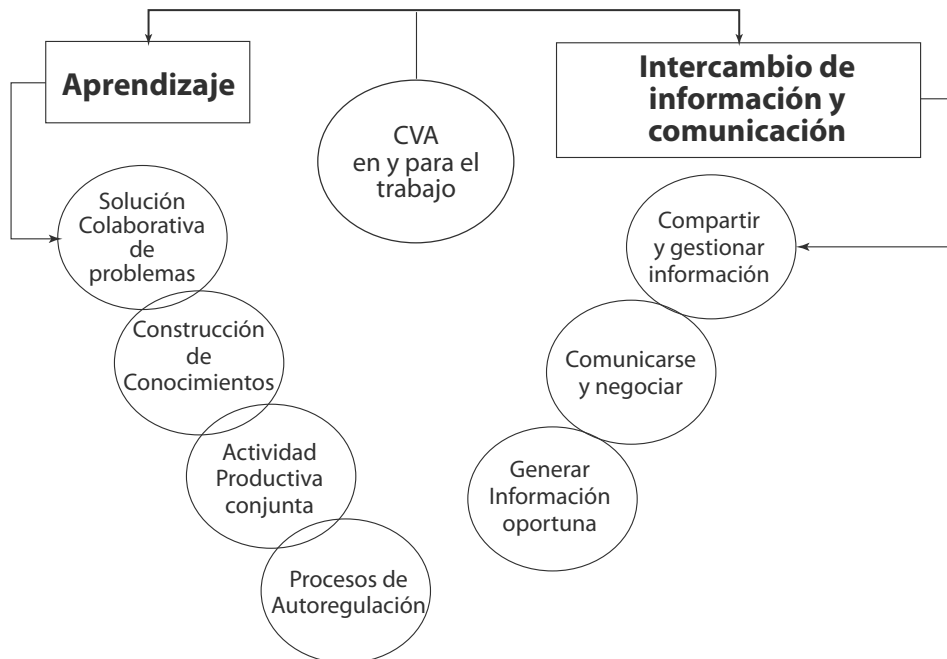 Aprendizaje
Intercambio de
información y
comunicación
CVA
en y para el
trabajo
Solución
Colaborativa
de
problemas
Construcción
de
Conocimientos
Actividad
Productiva
conjunta
Procesos de
Autoregulación
Compartir
y gestionar
información
Comunicarse
y negociar
Generar
Información
oportuna